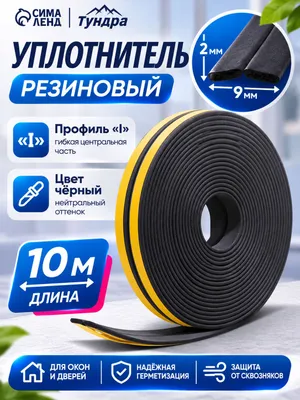 СИМА ЛЕНД
Тундра
УПЛОТНИТЕЛЬ
РЕЗИНОВЫЙ
2 мм
9 мм
«I»
Профиль «I»
гибкая центральная
часть
Цвет
чёрный
нейтральный
оттенок
10 м
ДЛИНА
ДЛЯ ОКОН
И ДВЕРЕЙ
НАДЁЖНАЯ
ГЕРМЕТИЗАЦИЯ
ЗАЩИТА
ОТ СКВОЗНЯКОВ